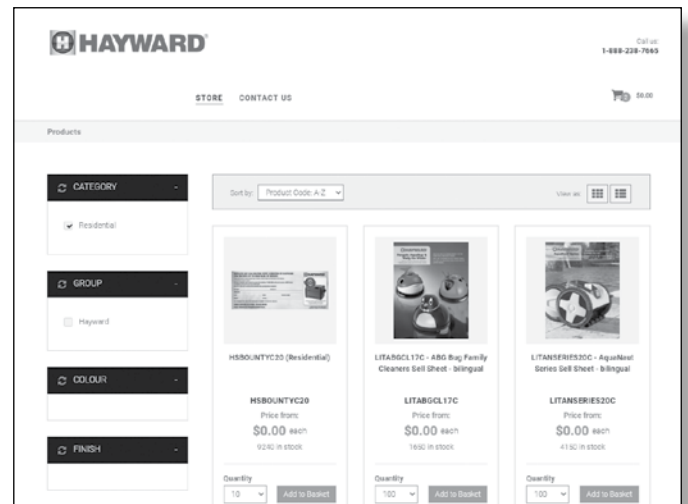 HAYWARD
Call us:
1-888-238-7665
STORE CONTACT US
$0.00
Products
CATEGORY -
Residential
GROUP -
Hayward
COLOUR -
FINISH -
Sort by: Product Code: A-Z
View as:
HSBOUNTYC20 (Residential)
HSBOUNTYC20
Price from:
$0.00 each
9240 in stock
Quantity
10 Add to Basket
LITABGCL17C - ABG Bag Family
Cleaners Sell Sheet - bilingual
LITABGCL17C
Price from:
$0.00 each
1650 in stock
Quantity
100 Add to Basket
LITANSERIES20C - AquaNaut
Series Sell Sheet - bilingual
LITANSERIES20C
Price from:
$0.00 each
4150 in stock
Quantity
100 Add to Basket